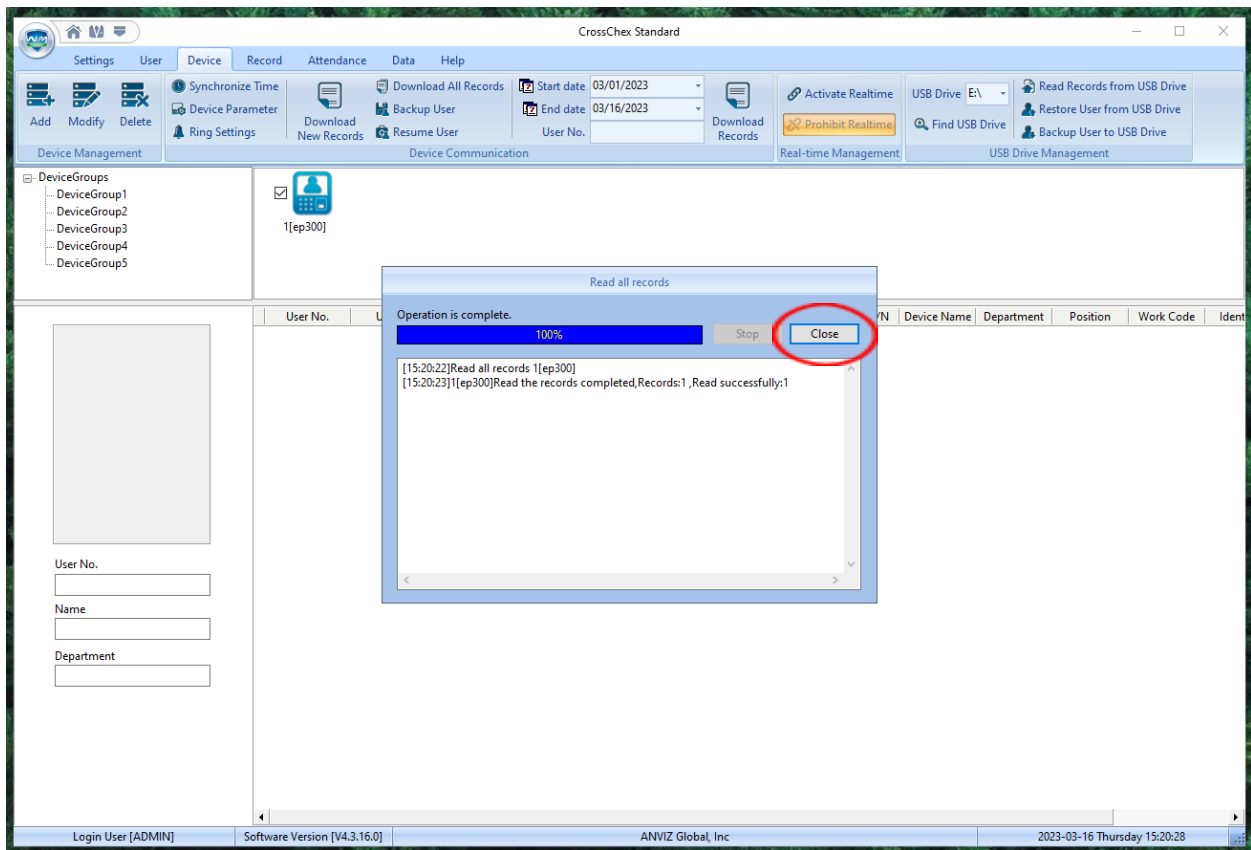 CrossChex Standard
Settings User Device Record Attendance Data Help
Add Modify Delete
Device Management
Synchronize Time
Device Parameter
Ring Settings
Download New Records
Download All Records
Backup User
Resume User
Start date 03/01/2023
End date 03/16/2023
User No.
Download Records
Device Communication
Activate Realtime
Prohibit Realtime
Real-time Management
USB Drive E:\
Find USB Drive
Read Records from USB Drive
Restore User from USB Drive
Backup User to USB Drive
USB Drive Management
DeviceGroups
DeviceGroup1
DeviceGroup2
DeviceGroup3
DeviceGroup4
DeviceGroup5
1[ep300]
User No. Device Name Department Position Work Code Ident
Read all records
Operation is complete.
100% Stop Close
[15:20:22]Read all records 1[ep300]
[15:20:23]1[ep300]Read the records completed,Records:1 ,Read successfully:1
User No.
Name
Department
Login User [ADMIN] Software Version [V4.3.16.0] ANVIZ Global, Inc 2023-03-16 Thursday 15:20:28